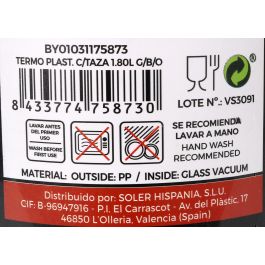 BY01031175873
TERMO PLAST. C/TAZA 1.80L G/B/O
8 433774 758730
LOTE Nº.: VS3091
LAVAR ANTES
DEL PRIMER
USO
WASH BEFORE
FIRST USE
SE RECOMIENDA
LAVAR A MANO
HAND WASH
RECOMMENDED
MATERIAL: OUTSIDE: PP / INSIDE: GLASS VACUUM
Distribuido por: SOLER HISPANIA, S.L.U.
CIF: B-96947916 - P.I. El Carrascot - Av. del Plàstic, 17
46850 L'Olleria, Valencia (Spain)